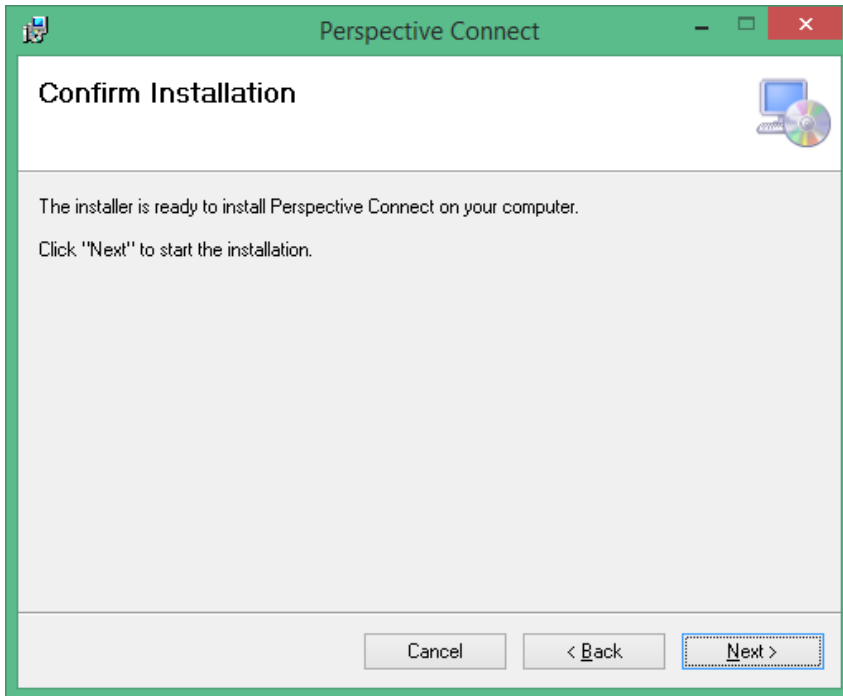 Perspective Connect
Confirm Installation
The installer is ready to install Perspective Connect on your computer.
Click "Next" to start the installation.
Cancel
< Back
Next >